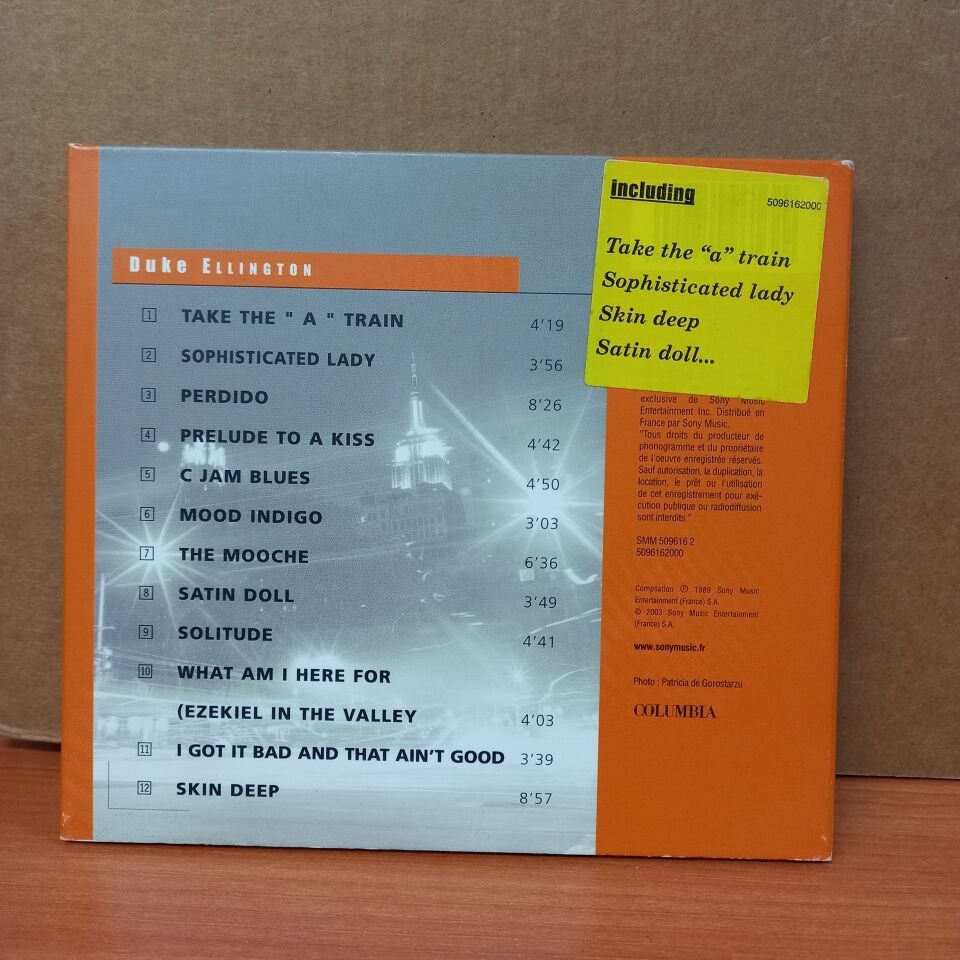 including
5096162000
Take the “a” train
Sophisticated lady
Skin deep
Satin doll...
DUKE ELLINGTON
1 TAKE THE " A " TRAIN 4’19
2 SOPHISTICATED LADY 3’56
3 PERDIDO 8’26
4 PRELUDE TO A KISS 4’42
5 C JAM BLUES 4’50
6 MOOD INDIGO 3’03
7 THE MOOCHE 6’36
8 SATIN DOLL 3’49
9 SOLITUDE 4’41
10 WHAT AM I HERE FOR
(EZEKIEL IN THE VALLEY 4’03
11 I GOT IT BAD AND THAT AIN’T GOOD 3’39
12 SKIN DEEP 8’57
exclusive de Sony Music
Entertainment Inc. Distribué en
France par Sony Music.
"Tous droits du producteur de
phonogramme et du propriétaire
de l'oeuvre enregistrée réservés.
Sauf autorisation, la duplication, la
location, le prêt ou l'utilisation
de cet enregistrement pour exé-
cution publique ou radiodiffusion
sont interdits."
SMM 509616 2
5096162000
Compilation ℗ 1989 Sony Music
Entertainment (France) S.A.
© 2003 Sony Music Entertainment
(France) S.A.
www.sonymusic.fr
Photo : Patricia de Gorostarzu
COLUMBIA